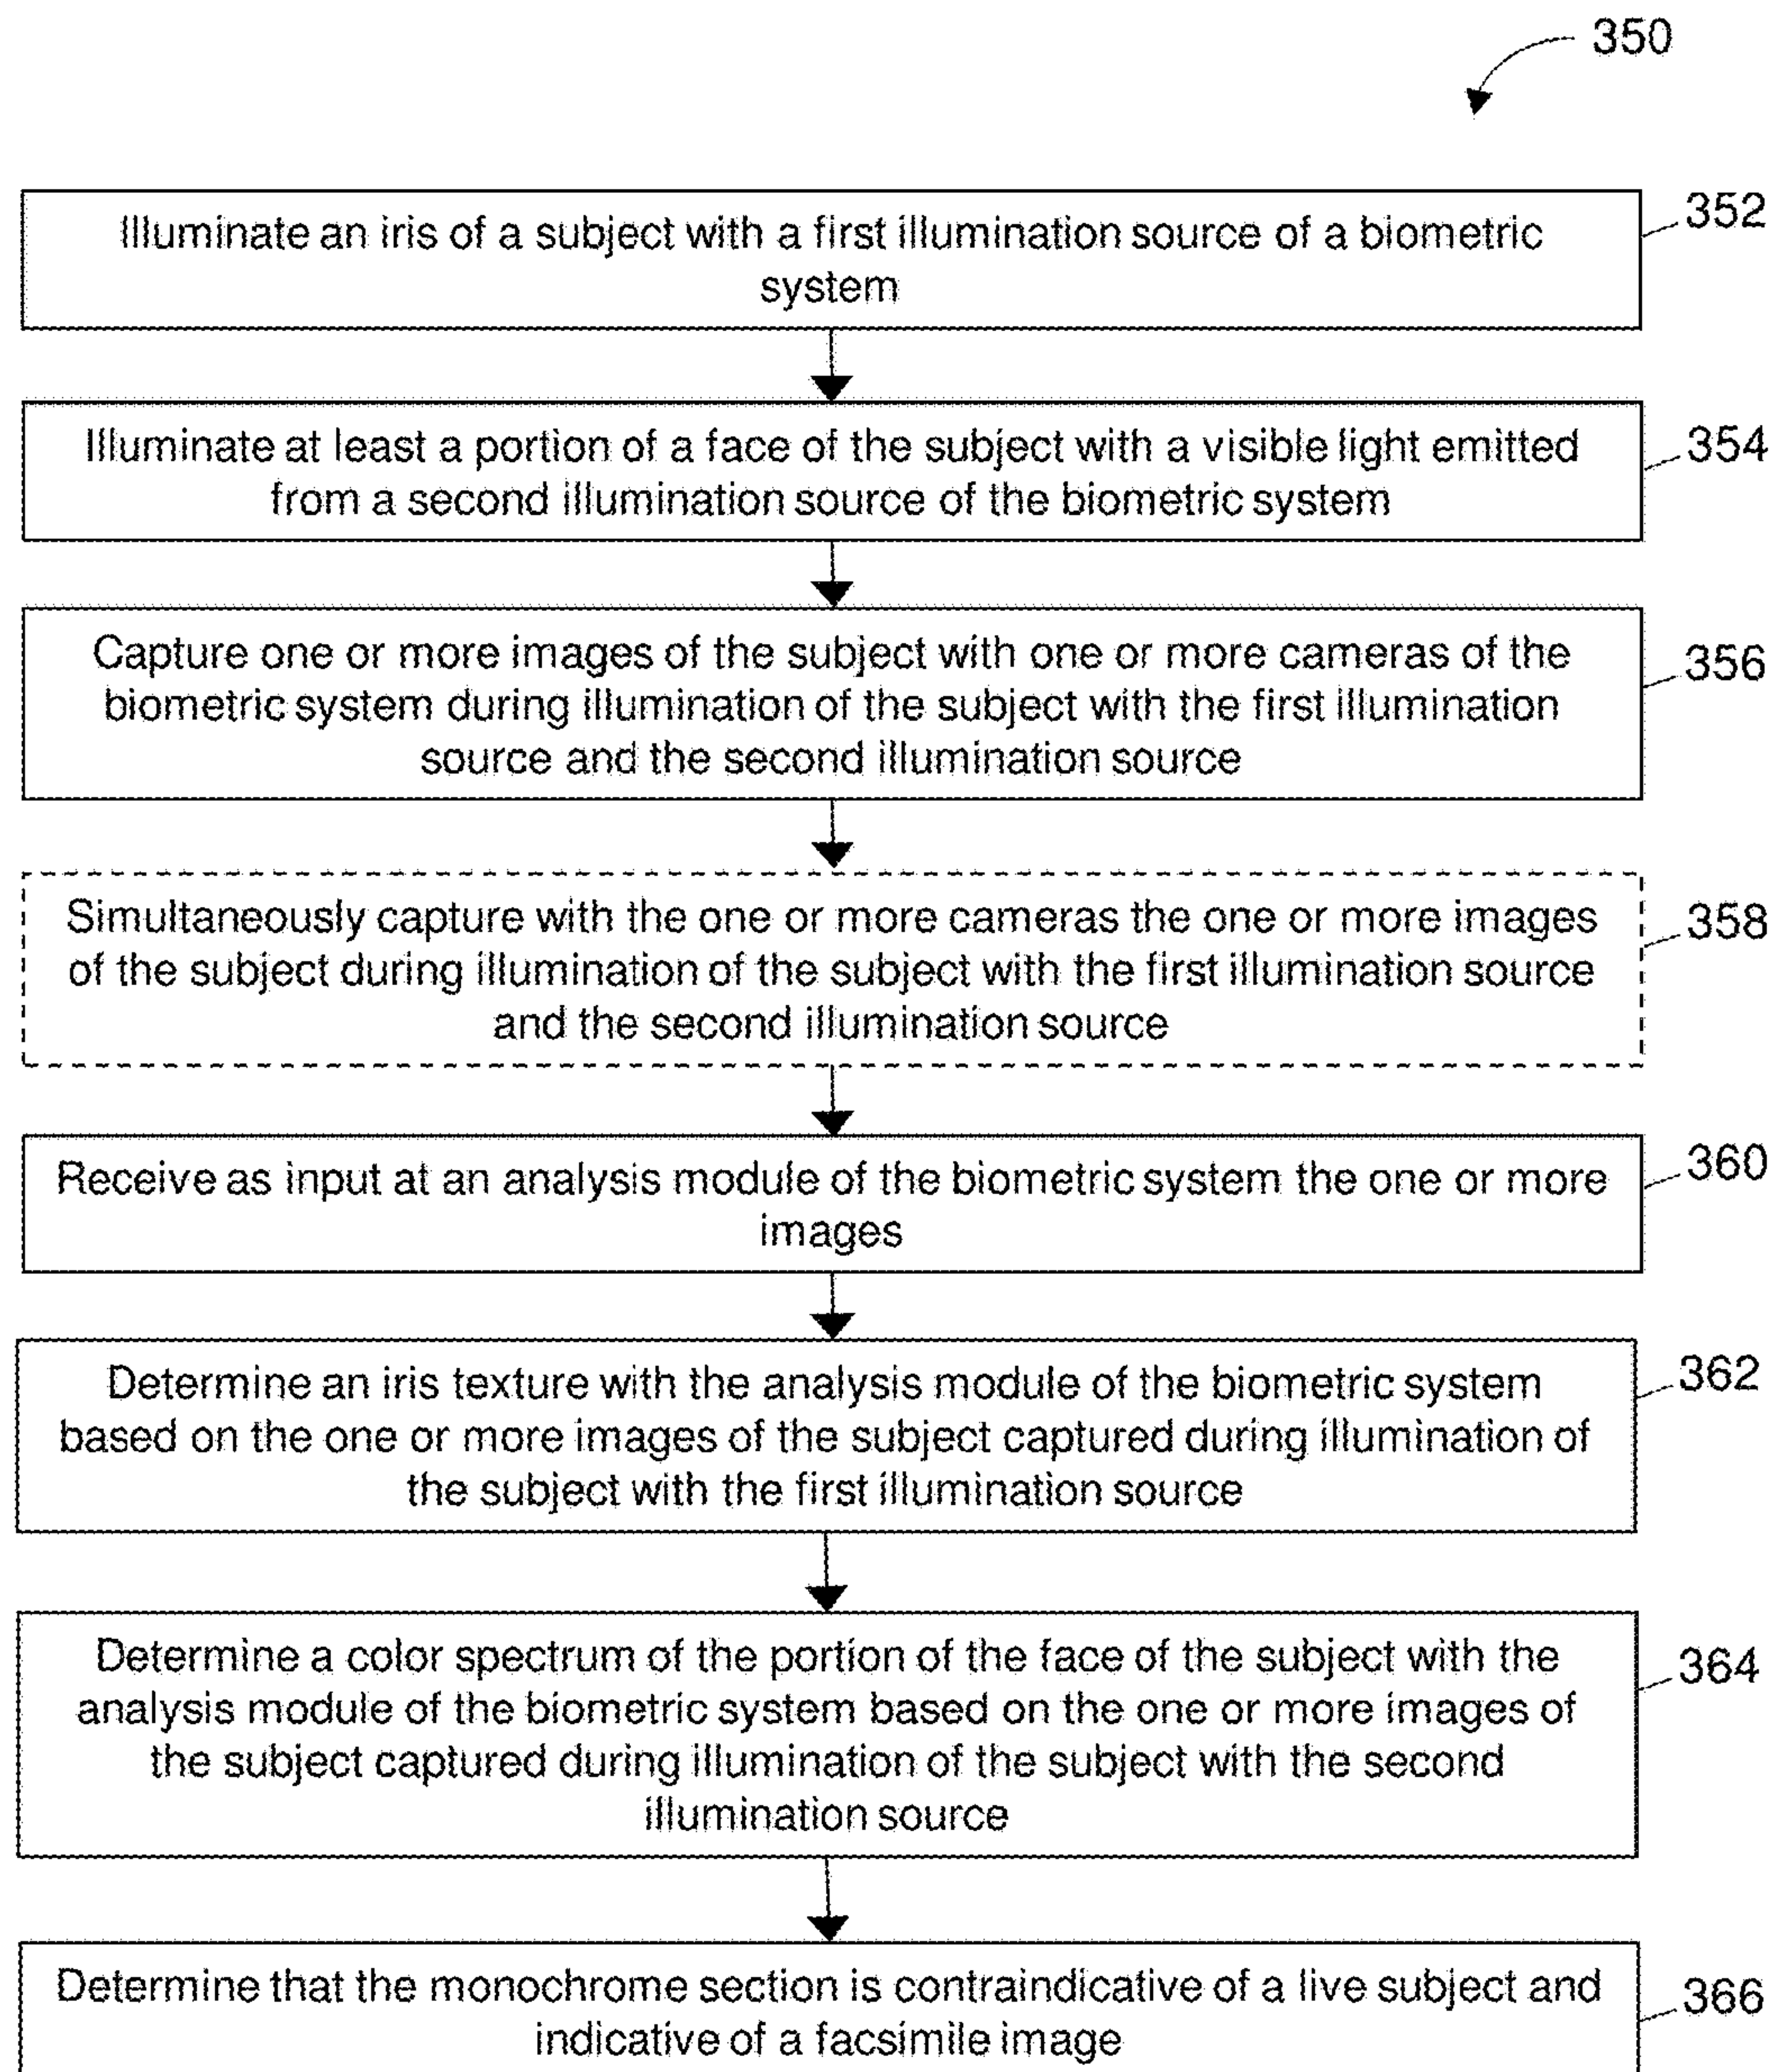 350
Illuminate an iris of a subject with a first illumination source of a biometric
system
352
Illuminate at least a portion of a face of the subject with a visible light emitted
from a second illumination source of the biometric system
354
Capture one or more images of the subject with one or more cameras of the
biometric system during illumination of the subject with the first illumination
source and the second illumination source
356
Simultaneously capture with the one or more cameras the one or more images
of the subject during illumination of the subject with the first illumination source
and the second illumination source
358
Receive as input at an analysis module of the biometric system the one or more
images
360
Determine an iris texture with the analysis module of the biometric system
based on the one or more images of the subject captured during illumination of
the subject with the first illumination source
362
Determine a color spectrum of the portion of the face of the subject with the
analysis module of the biometric system based on the one or more images of
the subject captured during illumination of the subject with the second
illumination source
364
Determine that the monochrome section is contraindicative of a live subject and
indicative of a facsimile image
366